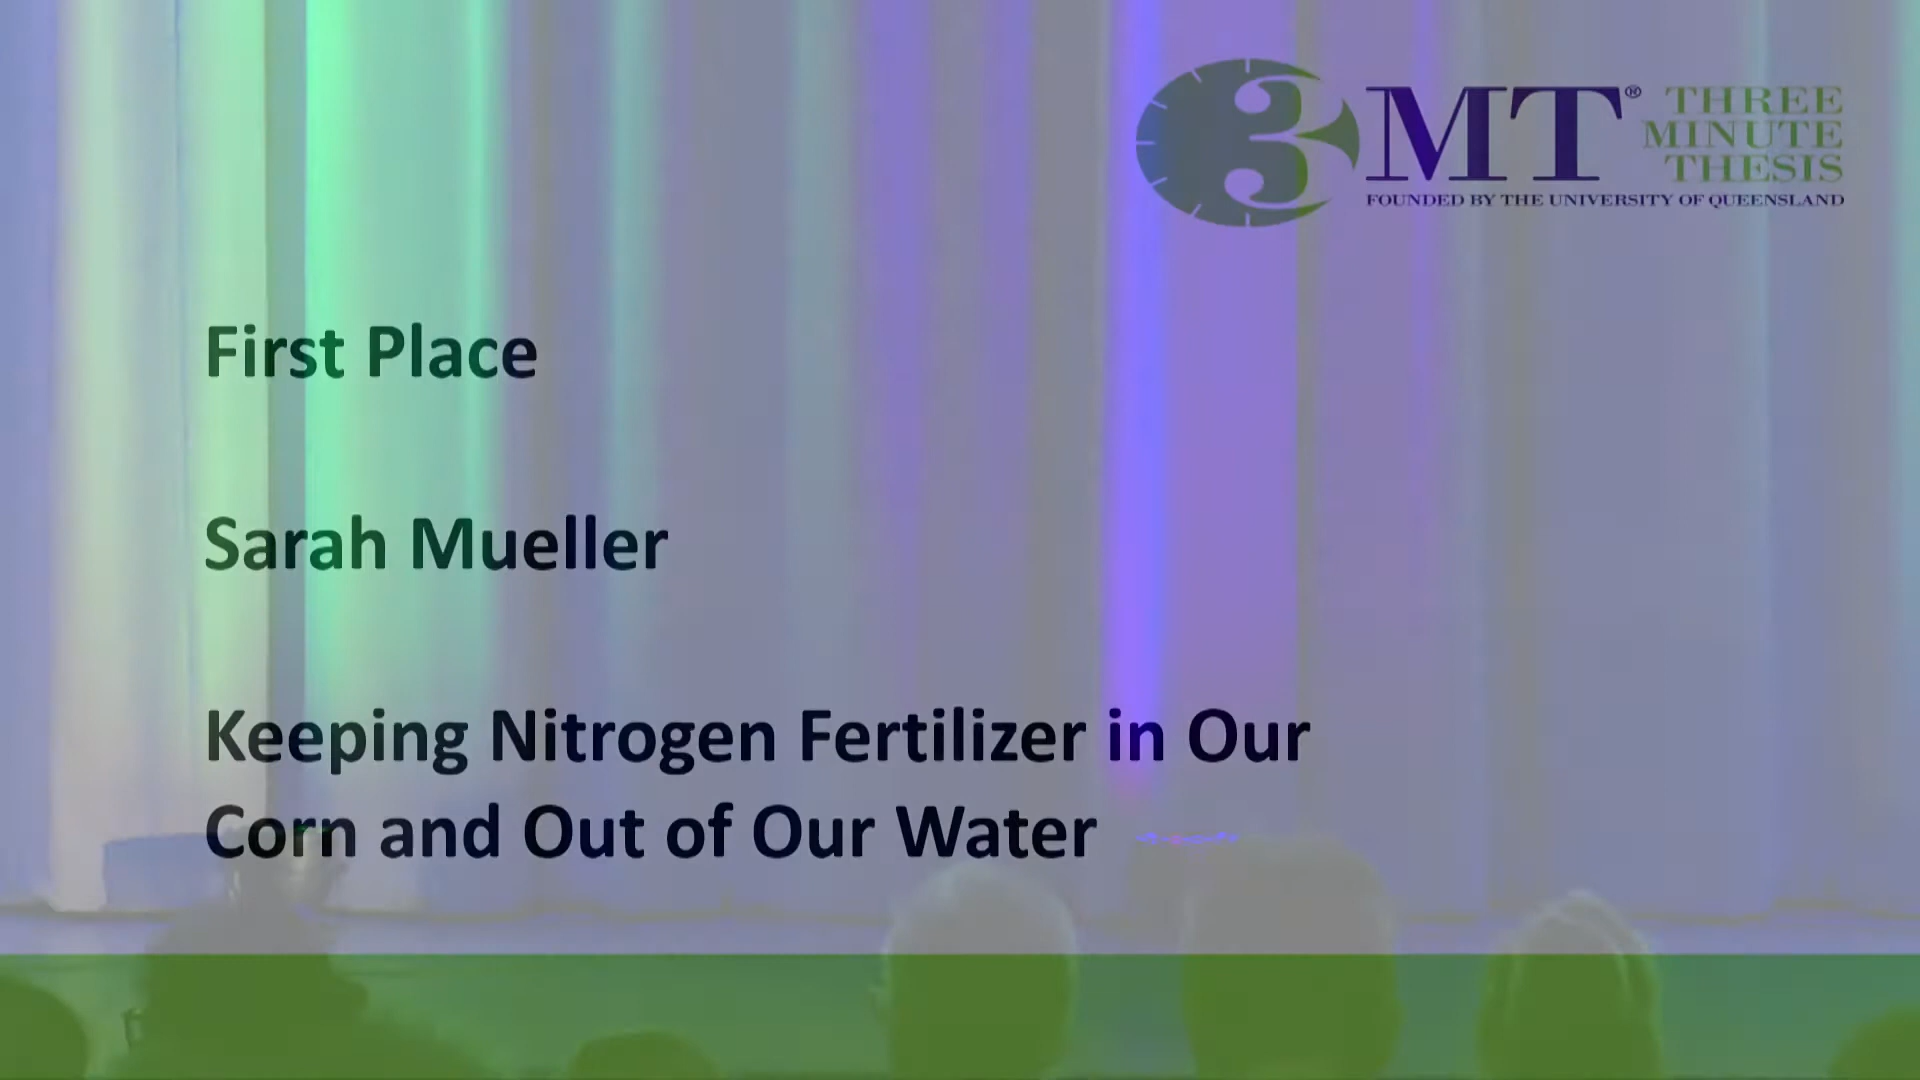 3MT® THREE
MINUTE
THESIS
FOUNDED BY THE UNIVERSITY OF QUEENSLAND
First Place
Sarah Mueller
Keeping Nitrogen Fertilizer in Our
Corn and Out of Our Water